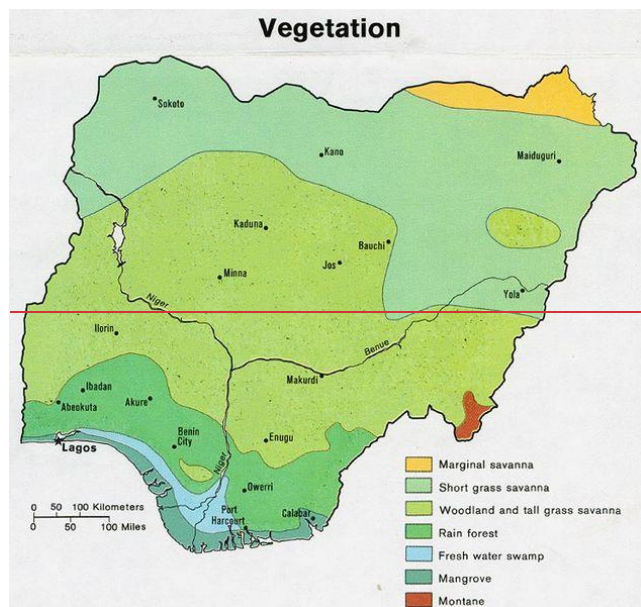 Vegetation
Sokoto
Kano
Maiduguri
Kaduna
Bauchi
Jos
Minna
Yola
Niger
Ilorin
Benue
Makurdi
Ibadan
Abeokuta
Akure
Benin
City
Enugu
Lagos
Niger
Owerri
Port
Harcourt
Calabar
0 50 100 Kilometers
0 50 100 Miles
Marginal savanna
Short grass savanna
Woodland and tall grass savanna
Rain forest
Fresh water swamp
Mangrove
Montane